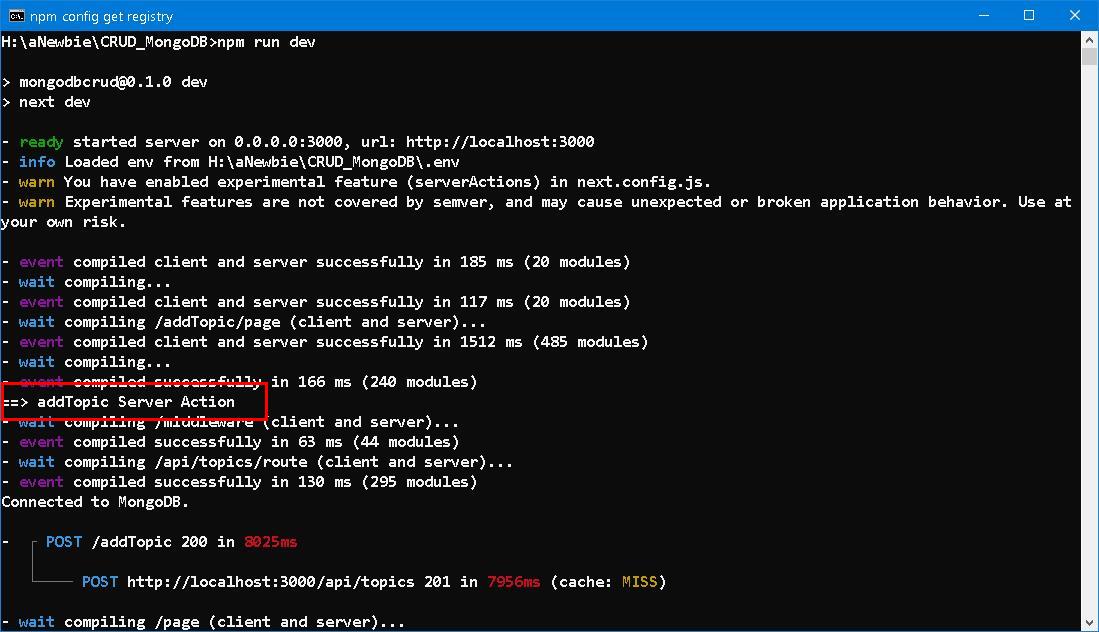 npm config get registry
H:\aNewbie\CRUD_MongoDB>npm run dev
> mongodbcrud@0.1.0 dev
> next dev
- ready started server on 0.0.0.0:3000, url: http://localhost:3000
- info Loaded env from H:\aNewbie\CRUD_MongoDB\.env
- warn You have enabled experimental feature (serverActions) in next.config.js.
- warn Experimental features are not covered by semver, and may cause unexpected or broken application behavior. Use at
your own risk.
- event compiled client and server successfully in 185 ms (20 modules)
- wait compiling...
- event compiled client and server successfully in 117 ms (20 modules)
- wait compiling /addTopic/page (client and server)...
- event compiled client and server successfully in 1512 ms (485 modules)
- wait compiling...
- event compiled successfully in 166 ms (240 modules)
==> addTopic Server Action
- wait compiling /middleware (client and server)...
- event compiled successfully in 63 ms (44 modules)
- wait compiling /api/topics/route (client and server)...
- event compiled successfully in 130 ms (295 modules)
Connected to MongoDB.
- POST /addTopic 200 in 8025ms
POST http://localhost:3000/api/topics 201 in 7956ms (cache: MISS)
- wait compiling /page (client and server)...